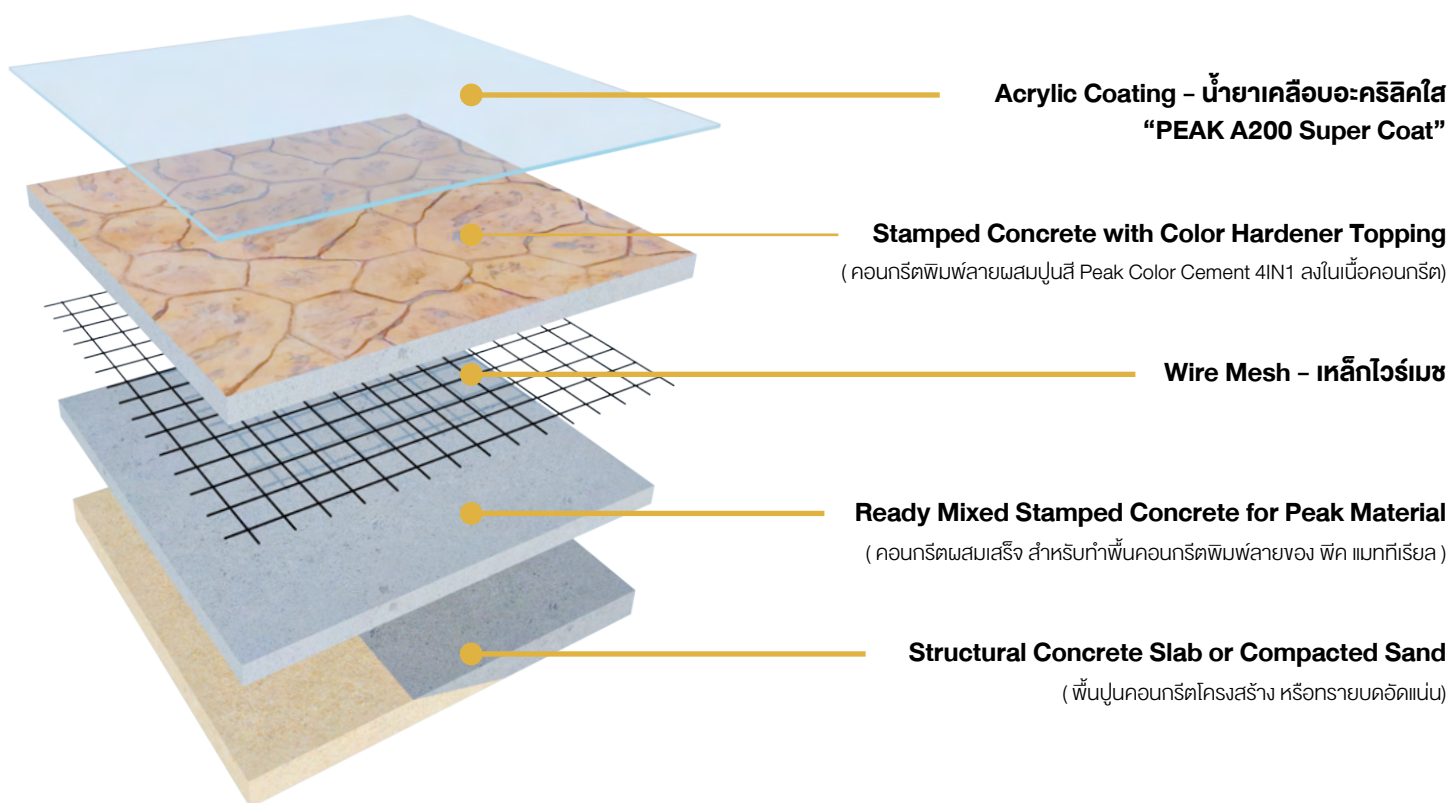 Acrylic Coating – น้ำยาเคลือบอะคริลิคใส
“PEAK A200 Super Coat”
Stamped Concrete with Color Hardener Topping
( คอนกรีตพิมพ์ลายผสมปูนสี Peak Color Cement 4IN1 ลงในเนื้อคอนกรีต)
Wire Mesh – เหล็กไวร์เมช
Ready Mixed Stamped Concrete for Peak Material
( คอนกรีตผสมเสร็จ สำหรับทำพื้นคอนกรีตพิมพ์ลายของ พีค แมททีเรียล )
Structural Concrete Slab or Compacted Sand
( พื้นปูนคอนกรีตโครงสร้าง หรือทรายบดอัดแน่น)